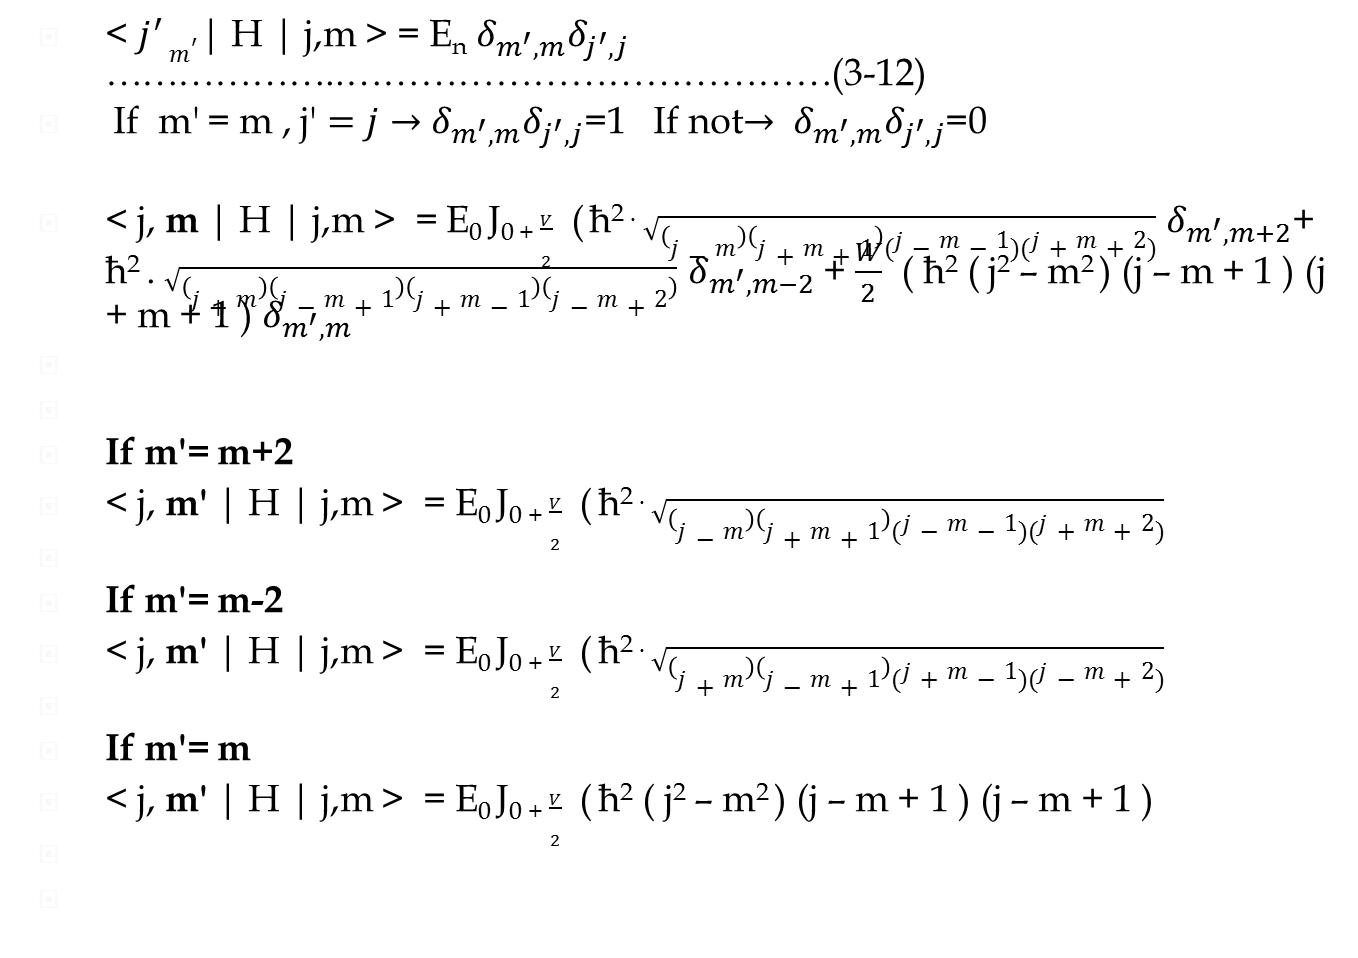 < j′ m′ | H | j,m > = En δm′,m δj′,j
………………..……………………………………………………(3-12)
If m' = m , j' = j → δm′,m δj′,j=1 If not→ δm′,m δj′,j=0
< j, m | H | j,m > = E0 J0 + V/2 (ħ2 . √(j − m)(j + m + 1)(j − m − 1)(j + m + 2) δm′,m+2 +
ħ2 . √(j + m)(j − m + 1)(j + m − 1)(j − m + 2) δm′,m−2 + W/2 ( ħ2 ( j2 – m2 ) (j – m + 1 ) (j
+ m + 1 ) δm′,m
If m'= m+2
< j, m' | H | j,m > = E0 J0 + V/2 (ħ2 . √(j − m)(j + m + 1)(j − m − 1)(j + m + 2)
If m'= m-2
< j, m' | H | j,m > = E0 J0 + V/2 (ħ2 . √(j + m)(j − m + 1)(j + m − 1)(j − m + 2)
If m'= m
< j, m' | H | j,m > = E0 J0 + V/2 (ħ2 ( j2 – m2 ) (j – m + 1 ) (j – m + 1 )